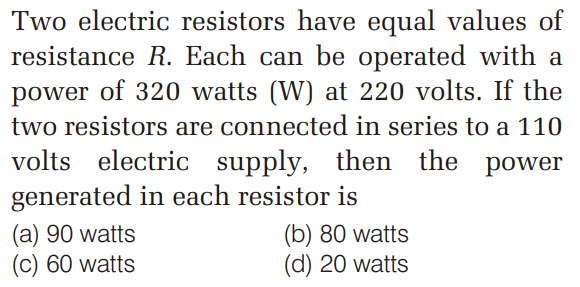 Two electric resistors have equal values of
resistance R. Each can be operated with a
power of 320 watts (W) at 220 volts. If the
two resistors are connected in series to a 110
volts electric supply, then the power
generated in each resistor is
(a) 90 watts (b) 80 watts
(c) 60 watts (d) 20 watts